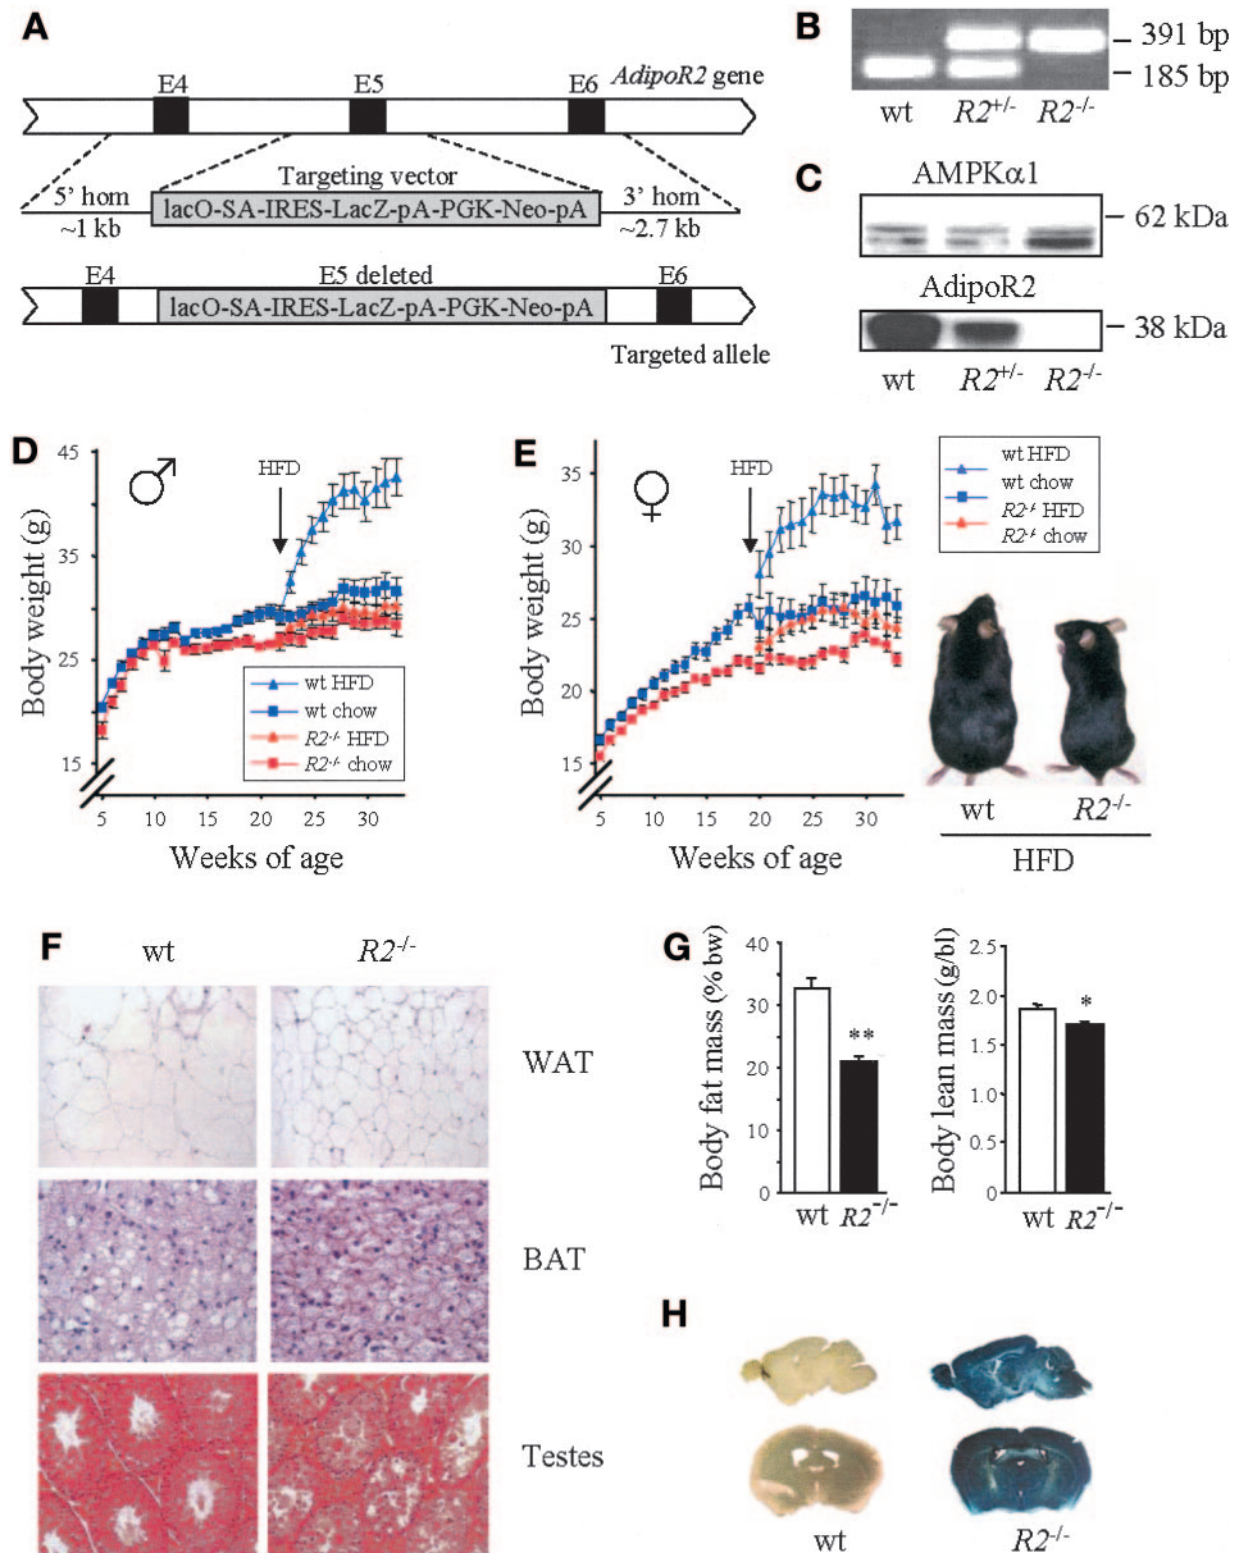 A
E4
E5
E6
AdipoR2 gene
5' hom
Targeting vector
3' hom
~1 kb
lacO-SA-IRES-LacZ-pA-PGK-Neo-pA
~2.7 kb
E4
E5 deleted
E6
lacO-SA-IRES-LacZ-pA-PGK-Neo-pA
Targeted allele
B
391 bp
185 bp
wt
R2+/-
R2-/-
C
AMPKα1
62 kDa
AdipoR2
38 kDa
wt
R2+/-
R2-/-
D
♂
HFD
Body weight (g)
45
35
25
15
wt HFD
wt chow
R2-/- HFD
R2-/- chow
5 10 15 20 25 30
Weeks of age
E
♀
HFD
Body weight (g)
35
30
25
20
15
5 10 15 20 25 30
Weeks of age
wt HFD
wt chow
R2-/- HFD
R2-/- chow
wt
R2-/-
HFD
F
wt
R2-/-
WAT
BAT
Testes
G
Body fat mass (% bw)
40
30
20
10
0
**
wt
R2-/-
Body lean mass (g/bl)
2.5
2.0
1.5
1.0
0.5
0
*
wt
R2-/-
H
wt
R2-/-